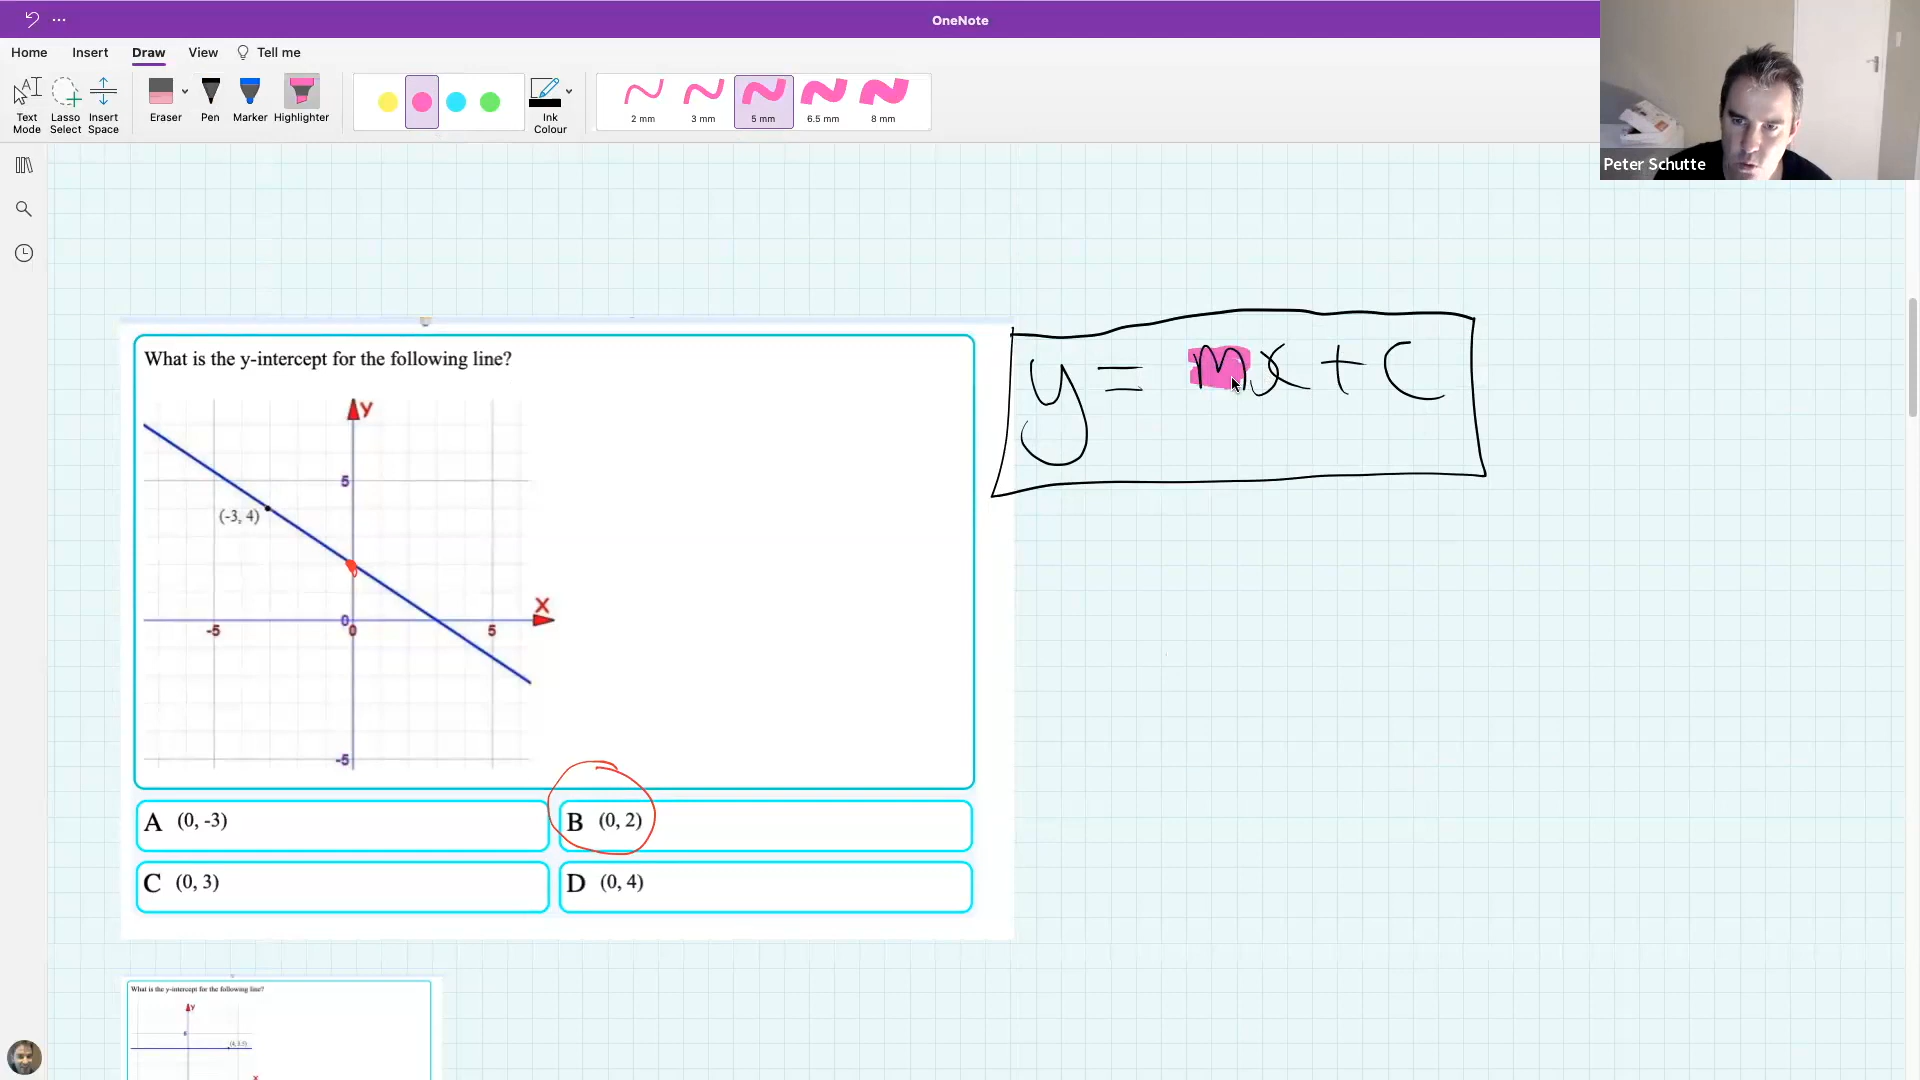 OneNote
Home Insert Draw View Tell me
Text Mode
Lasso Select
Insert Space
Eraser
Pen
Marker
Highlighter
Ink Colour
2 mm
3 mm
5 mm
6.5 mm
8 mm
Peter Schutte
What is the y-intercept for the following line?
Y
5
(-3, 4)
X
0
-5 0 5
-5
y = mx + c
A (0, -3)
B (0, 2)
C (0, 3)
D (0, 4)
What is the y-intercept for the following line?
Y
X